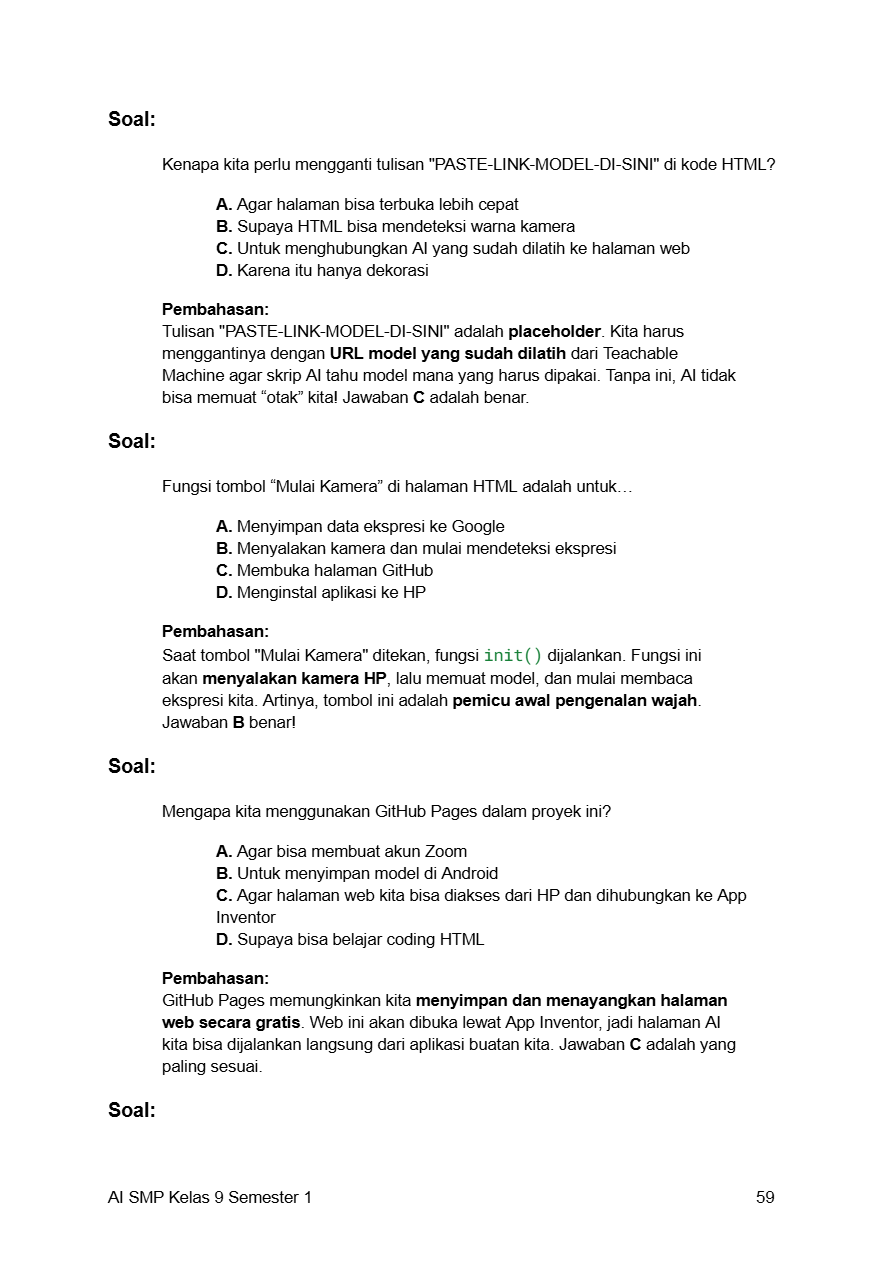 Soal:
Kenapa kita perlu mengganti tulisan "PASTE-LINK-MODEL-DI-SINI" di kode HTML?
A. Agar halaman bisa terbuka lebih cepat
B. Supaya HTML bisa mendeteksi warna kamera
C. Untuk menghubungkan AI yang sudah dilatih ke halaman web
D. Karena itu hanya dekorasi
Pembahasan:
Tulisan "PASTE-LINK-MODEL-DI-SINI" adalah placeholder. Kita harus
menggantinya dengan URL model yang sudah dilatih dari Teachable
Machine agar skrip AI tahu model mana yang harus dipakai. Tanpa ini, AI tidak
bisa memuat “otak” kita! Jawaban C adalah benar.
Soal:
Fungsi tombol “Mulai Kamera” di halaman HTML adalah untuk…
A. Menyimpan data ekspresi ke Google
B. Menyalakan kamera dan mulai mendeteksi ekspresi
C. Membuka halaman GitHub
D. Menginstal aplikasi ke HP
Pembahasan:
Saat tombol "Mulai Kamera" ditekan, fungsi init() dijalankan. Fungsi ini
akan menyalakan kamera HP, lalu memuat model, dan mulai membaca
ekspresi kita. Artinya, tombol ini adalah pemicu awal pengenalan wajah.
Jawaban B benar!
Soal:
Mengapa kita menggunakan GitHub Pages dalam proyek ini?
A. Agar bisa membuat akun Zoom
B. Untuk menyimpan model di Android
C. Agar halaman web kita bisa diakses dari HP dan dihubungkan ke App
Inventor
D. Supaya bisa belajar coding HTML
Pembahasan:
GitHub Pages memungkinkan kita menyimpan dan menayangkan halaman
web secara gratis. Web ini akan dibuka lewat App Inventor, jadi halaman AI
kita bisa dijalankan langsung dari aplikasi buatan kita. Jawaban C adalah yang
paling sesuai.
Soal:
AI SMP Kelas 9 Semester 1 59